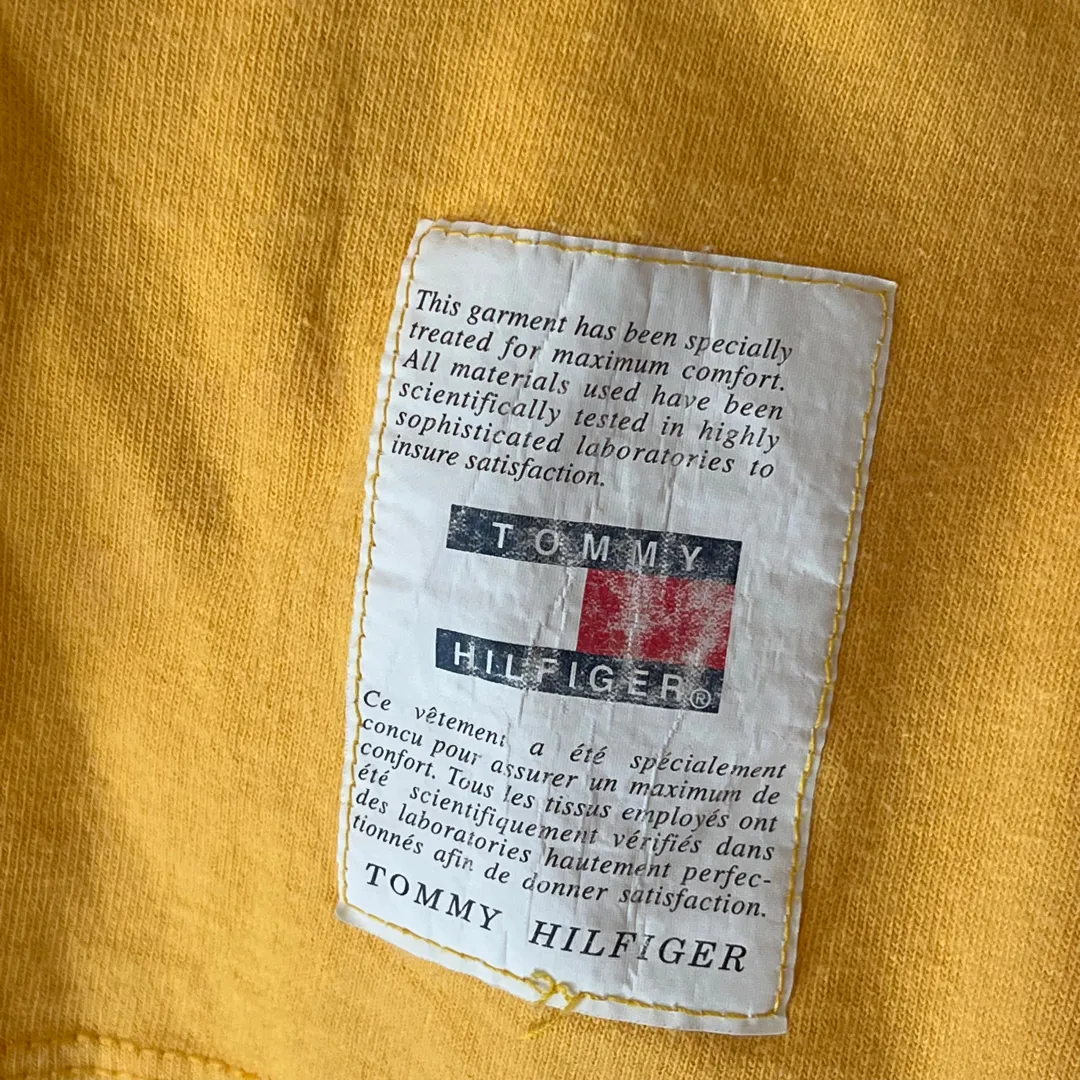 This garment has been specially
treated for maximum comfort.
All materials used have been
scientifically tested in highly
sophisticated laboratories to
insure satisfaction.
TOMMY
HILFIGER®
Ce vêtement a été spécialement
concu pour assurer un maximum de
confort. Tous les tissus employés ont
été scientifiquement vérifiés dans
des laboratories hautement perfec-
tionnés afin de donner satisfaction.
TOMMY HILFIGER